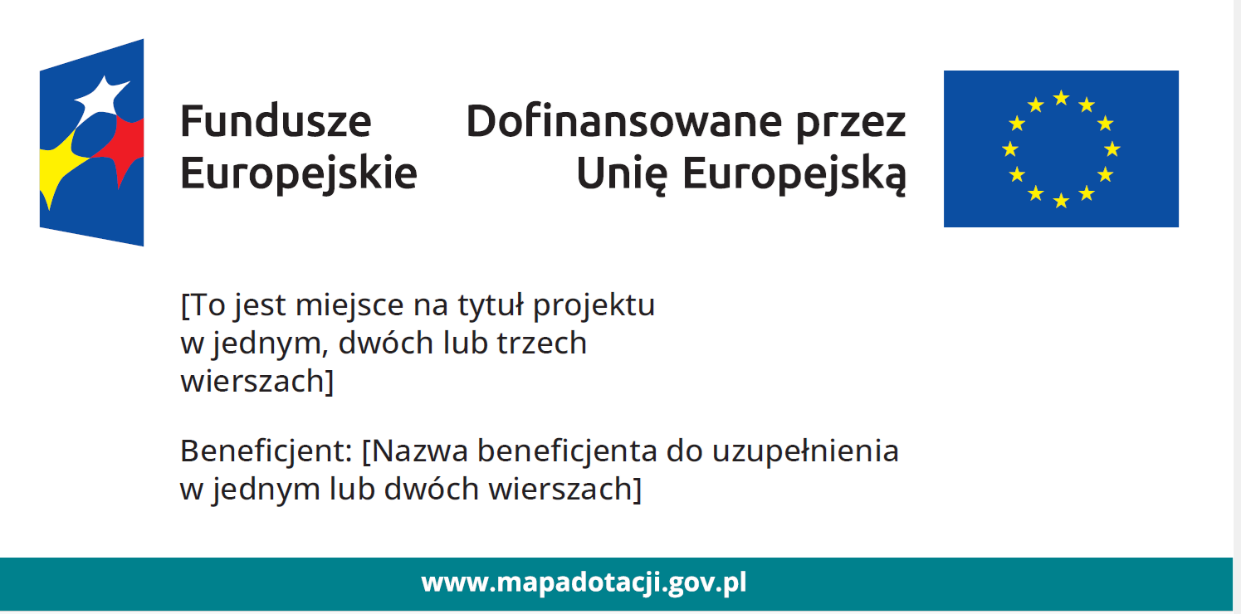 Fundusze
Europejskie
Dofinansowane przez
Unię Europejską
[To jest miejsce na tytuł projektu
w jednym, dwóch lub trzech
wierszach]
Beneficjent: [Nazwa beneficjenta do uzupełnienia
w jednym lub dwóch wierszach]
www.mapadotacji.gov.pl